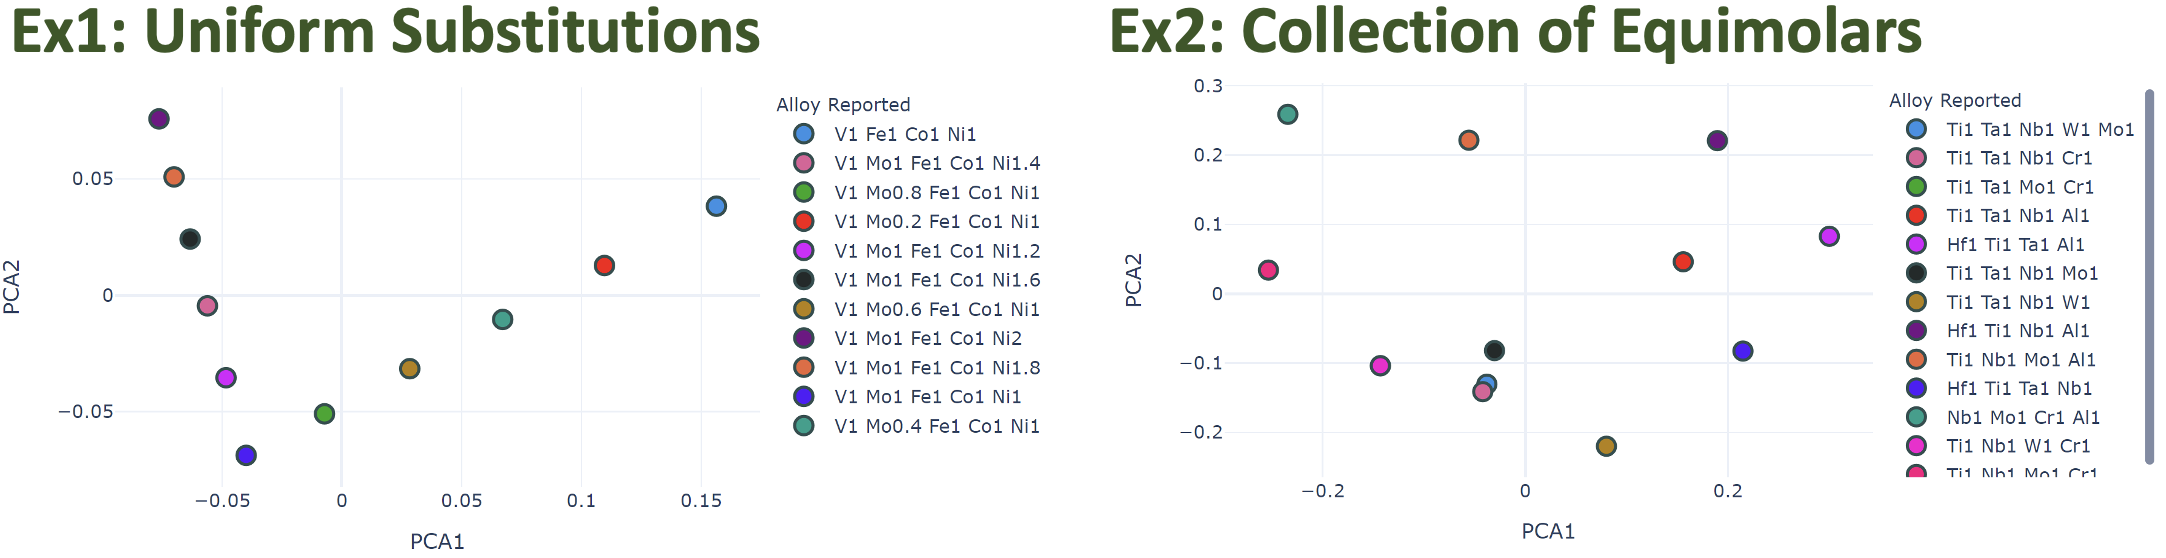 Ex1: Uniform Substitutions
PCA2
0.05
0
−0.05
−0.05
0
0.05
0.1
0.15
PCA1
Alloy Reported
V1 Fe1 Co1 Ni1
V1 Mo1 Fe1 Co1 Ni1.4
V1 Mo0.8 Fe1 Co1 Ni1
V1 Mo0.2 Fe1 Co1 Ni1
V1 Mo1 Fe1 Co1 Ni1.2
V1 Mo1 Fe1 Co1 Ni1.6
V1 Mo0.6 Fe1 Co1 Ni1
V1 Mo1 Fe1 Co1 Ni2
V1 Mo1 Fe1 Co1 Ni1.8
V1 Mo1 Fe1 Co1 Ni1
V1 Mo0.4 Fe1 Co1 Ni1
Ex2: Collection of Equimolars
PCA2
0.3
0.2
0.1
0
−0.1
−0.2
−0.2
0
0.2
PCA1
Alloy Reported
Ti1 Ta1 Nb1 W1 Mo1
Ti1 Ta1 Nb1 Cr1
Ti1 Ta1 Mo1 Cr1
Ti1 Ta1 Nb1 Al1
Hf1 Ti1 Ta1 Al1
Ti1 Ta1 Nb1 Mo1
Ti1 Ta1 Nb1 W1
Hf1 Ti1 Nb1 Al1
Ti1 Nb1 Mo1 Al1
Hf1 Ti1 Ta1 Nb1
Nb1 Mo1 Cr1 Al1
Ti1 Nb1 W1 Cr1
Ti1 Nb1 Mo1 Cr1